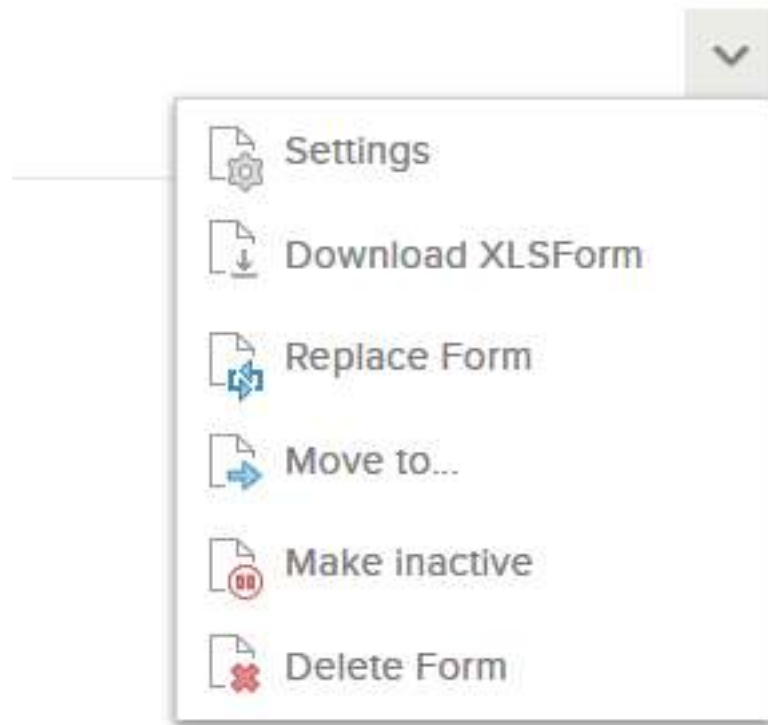 Settings
Download XLSForm
Replace Form
Move to...
Make inactive
Delete Form